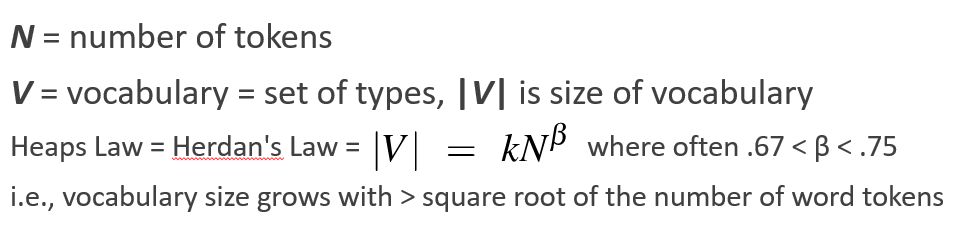 N = number of tokens
V = vocabulary = set of types, |V| is size of vocabulary
Heaps Law = Herdan's Law = |V| = kN^β where often .67 < β < .75
i.e., vocabulary size grows with > square root of the number of word tokens